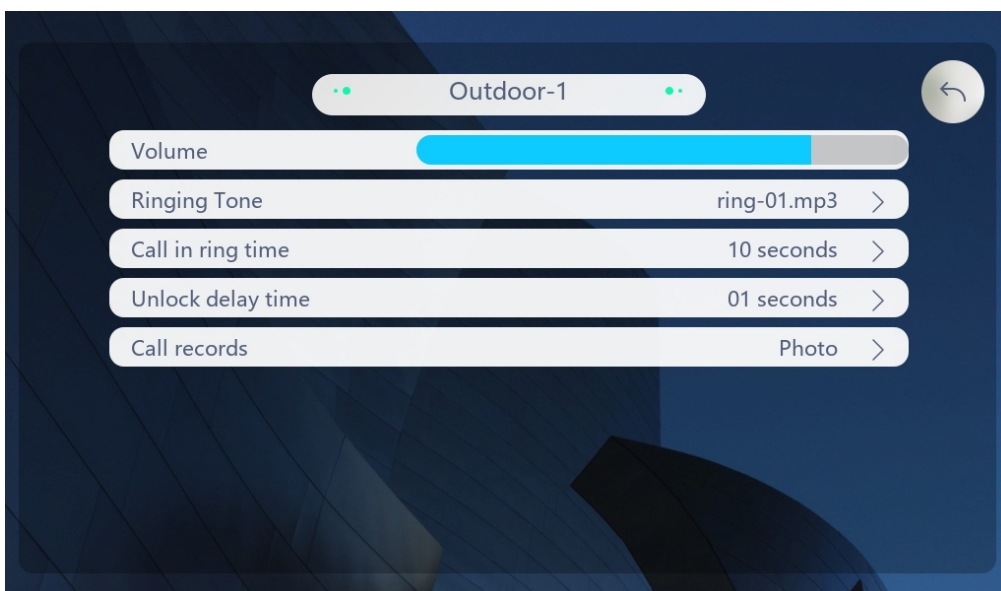 Outdoor-1
Volume
Ringing Tone ring-01.mp3
Call in ring time 10 seconds
Unlock delay time 01 seconds
Call records Photo